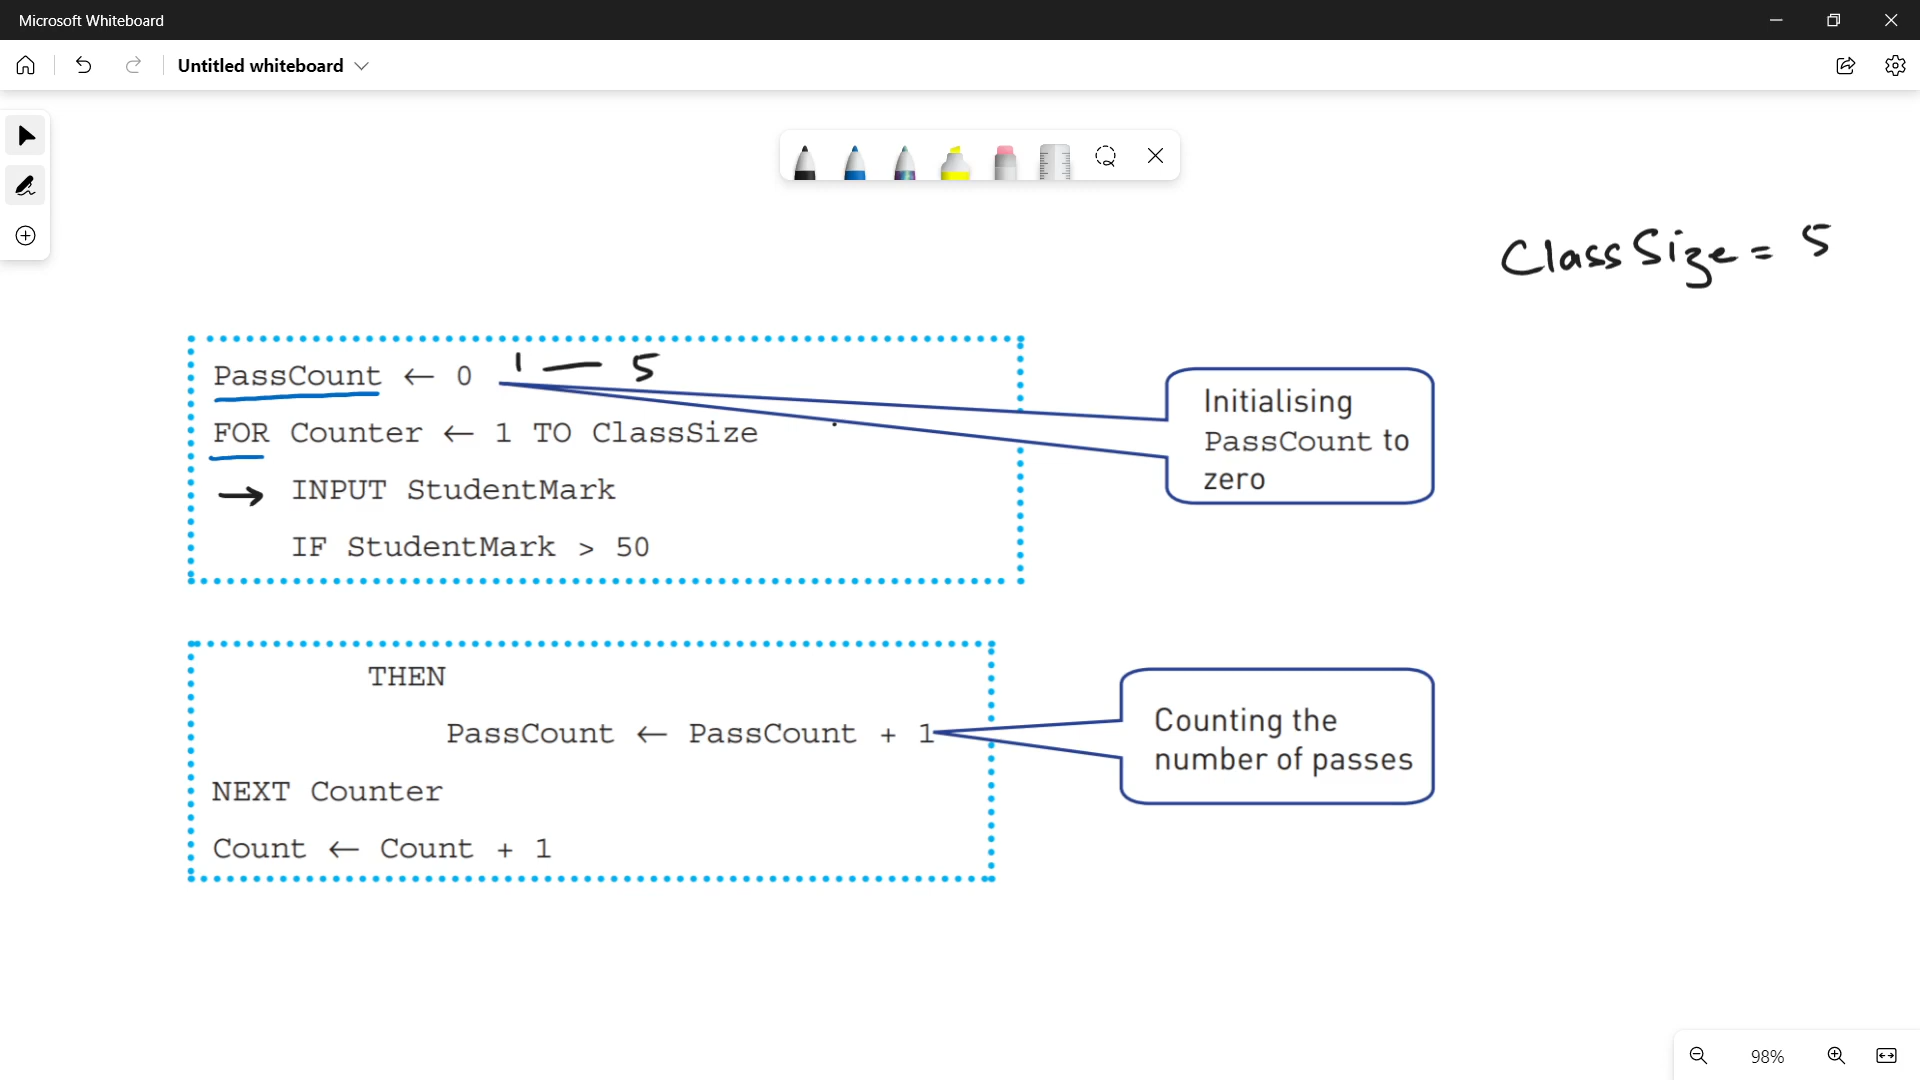 Microsoft Whiteboard
Untitled whiteboard
ClassSize = 5
PassCount ← 0 1 — 5
FOR Counter ← 1 TO ClassSize
→ INPUT StudentMark
IF StudentMark > 50
Initialising
PassCount to
zero
THEN
PassCount ← PassCount + 1
NEXT Counter
Count ← Count + 1
Counting the
number of passes
98%